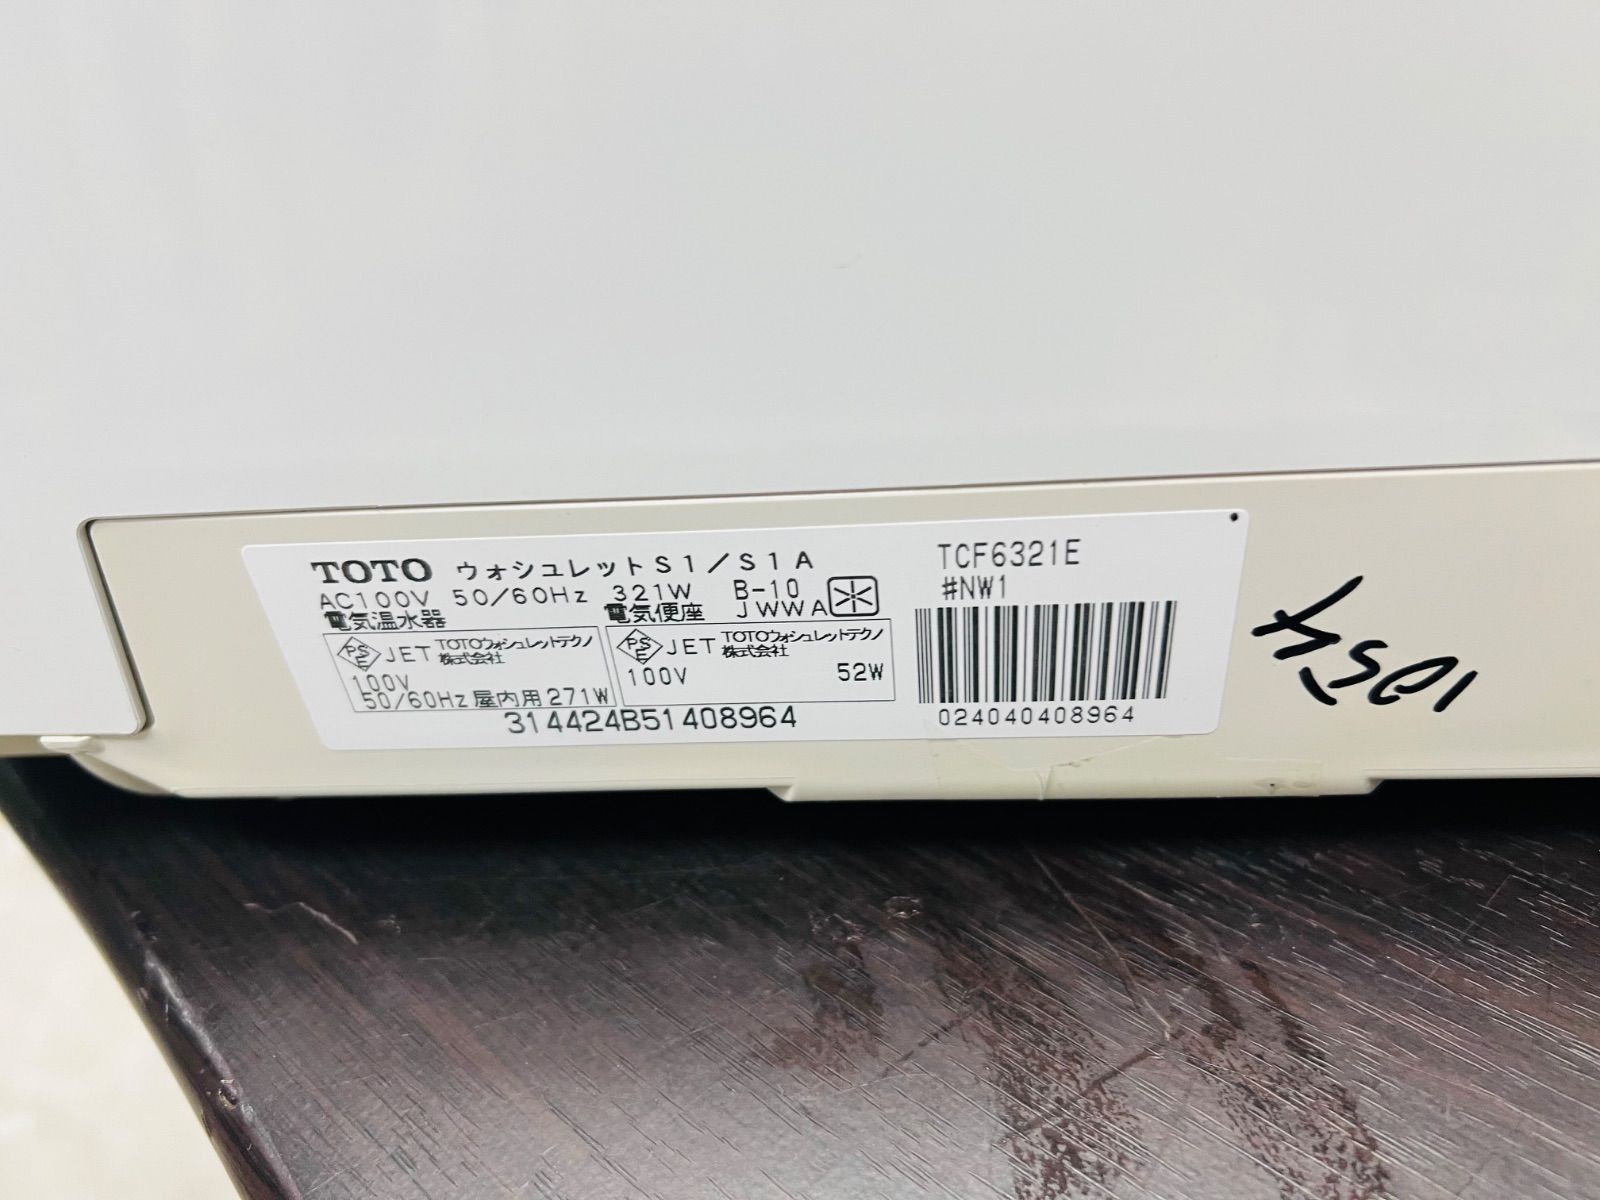 TOTO ウォシュレットS1／S1A
AC100V 50/60Hz 321W B-10
電気温水器 電気便座 JWWA
PSE JET TOTOウォシュレットテクノ株式会社
100V
50/60Hz 屋内用 271W
PSE JET TOTOウォシュレットテクノ株式会社
100V 52W
314424B51408964
TCF6321E
#NW1
024040408964